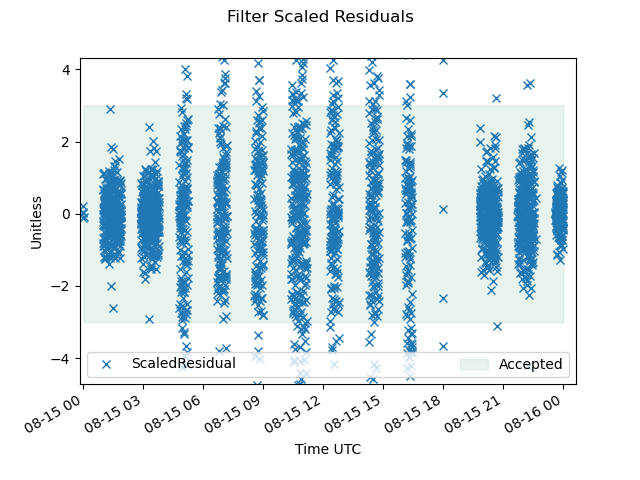 Filter Scaled Residuals
4
2
0
−2
−4
Unitless
ScaledResidual
Accepted
08-15 00
08-15 03
08-15 06
08-15 09
08-15 12
08-15 15
08-15 18
08-15 21
08-16 00
Time UTC